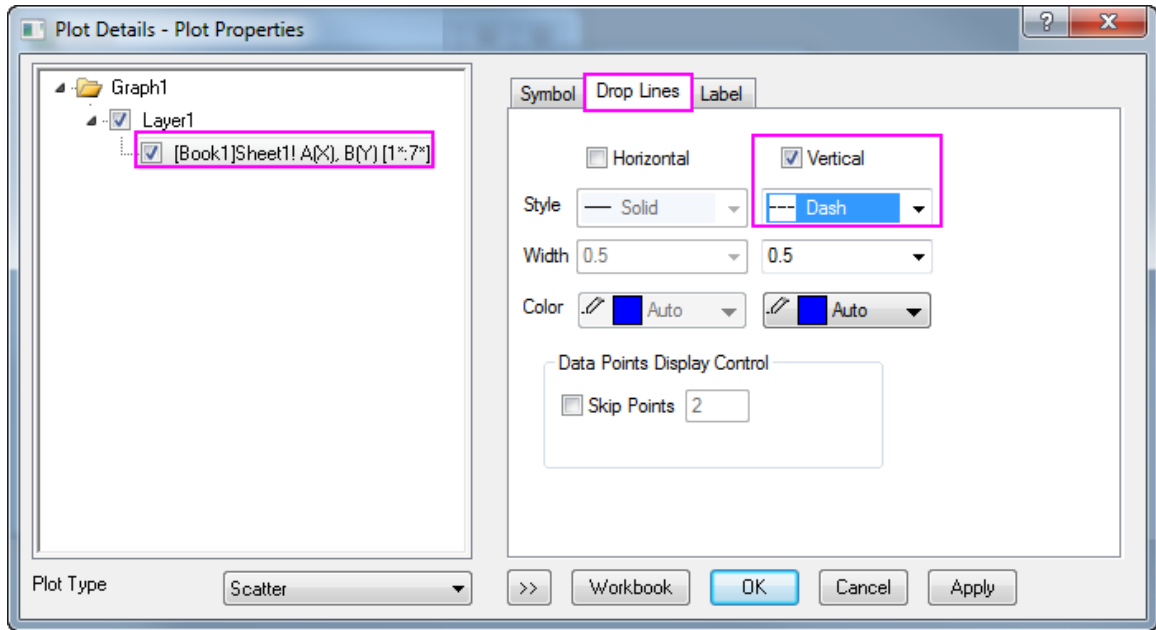 Plot Details - Plot Properties
?
X
Graph1
Layer1
[Book1]Sheet1! A(X), B(Y) [1*:7*]
Symbol Drop Lines Label
Horizontal Vertical
Style Solid Dash
Width 0.5 0.5
Color Auto Auto
Data Points Display Control
Skip Points 2
Plot Type Scatter >> Workbook OK Cancel Apply